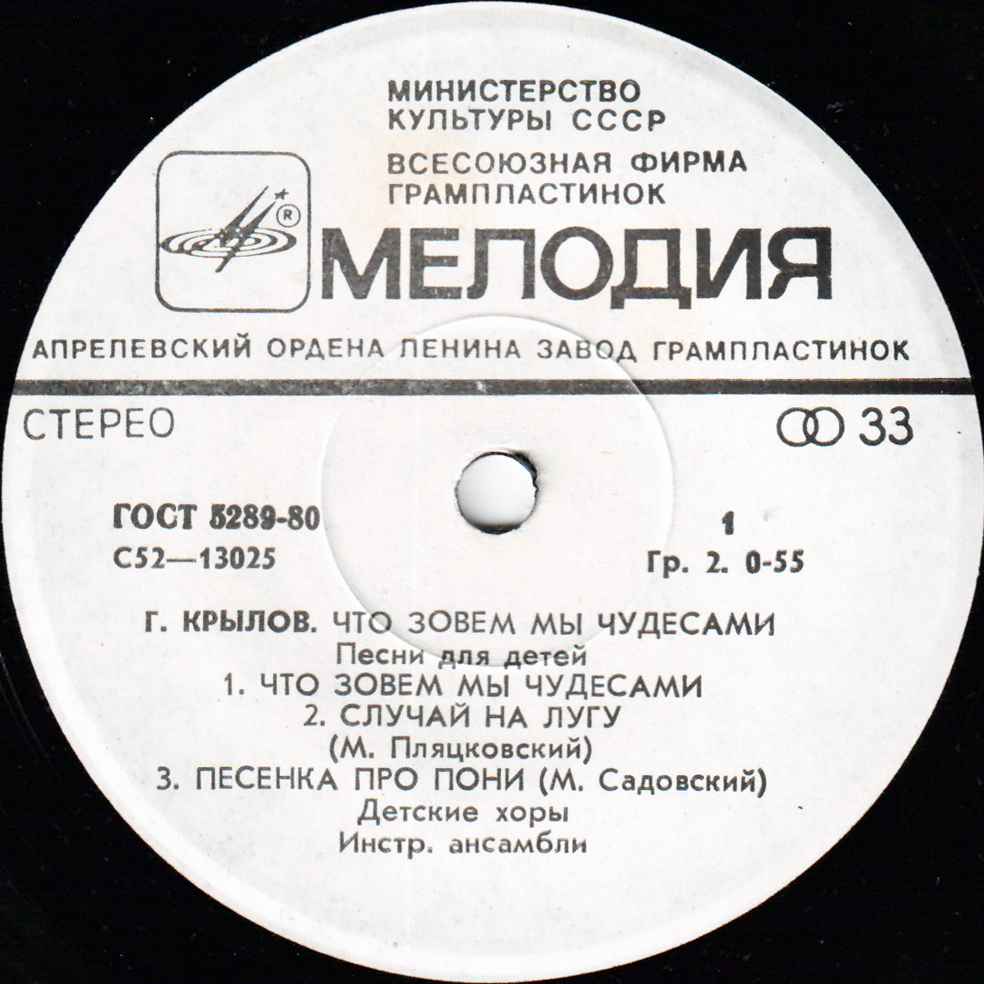 МИНИСТЕРСТВО
КУЛЬТУРЫ СССР
ВСЕСОЮЗНАЯ ФИРМА
ГРАМПЛАСТИНОК
®
МЕЛОДИЯ
АПРЕЛЕВСКИЙ ОРДЕНА ЛЕНИНА ЗАВОД ГРАМПЛАСТИНОК
СТЕРЕО 33
ГОСТ 5289-80 1
С52—13025 Гр. 2. 0-55
Г. КРЫЛОВ. ЧТО ЗОВЕМ МЫ ЧУДЕСАМИ
Песни для детей
1. ЧТО ЗОВЕМ МЫ ЧУДЕСАМИ
2. СЛУЧАЙ НА ЛУГУ
(М. Пляцковский)
3. ПЕСЕНКА ПРО ПОНИ (М. Садовский)
Детские хоры
Инстр. ансамбли